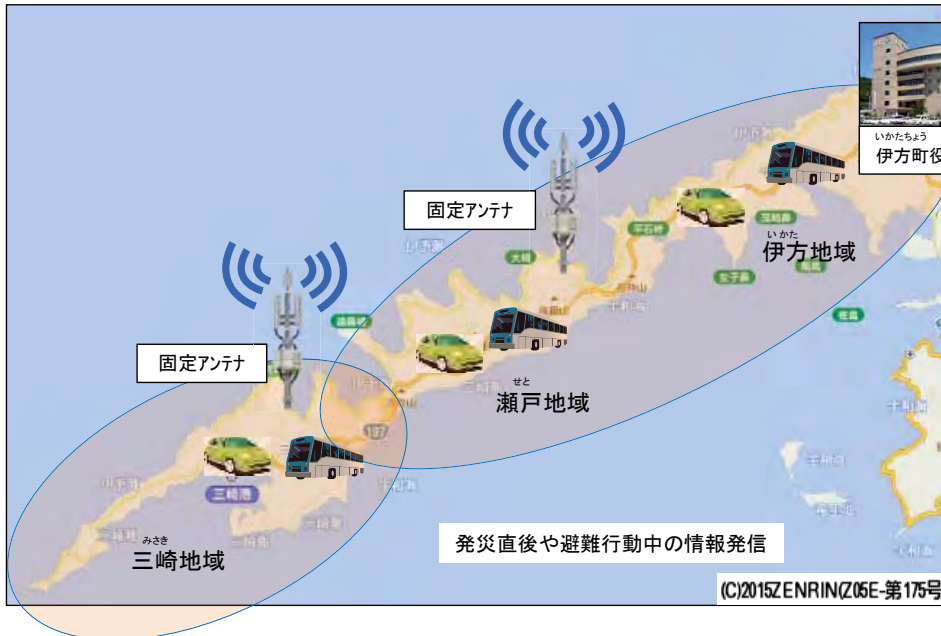 いかたちょう
伊方町役
固定アンテナ
いかた
伊方地域
固定アンテナ
せと
瀬戸地域
197
三崎港
みさき
三崎地域
発災直後や避難行動中の情報発信
(C)2015ZENRIN(Z05E-第175号